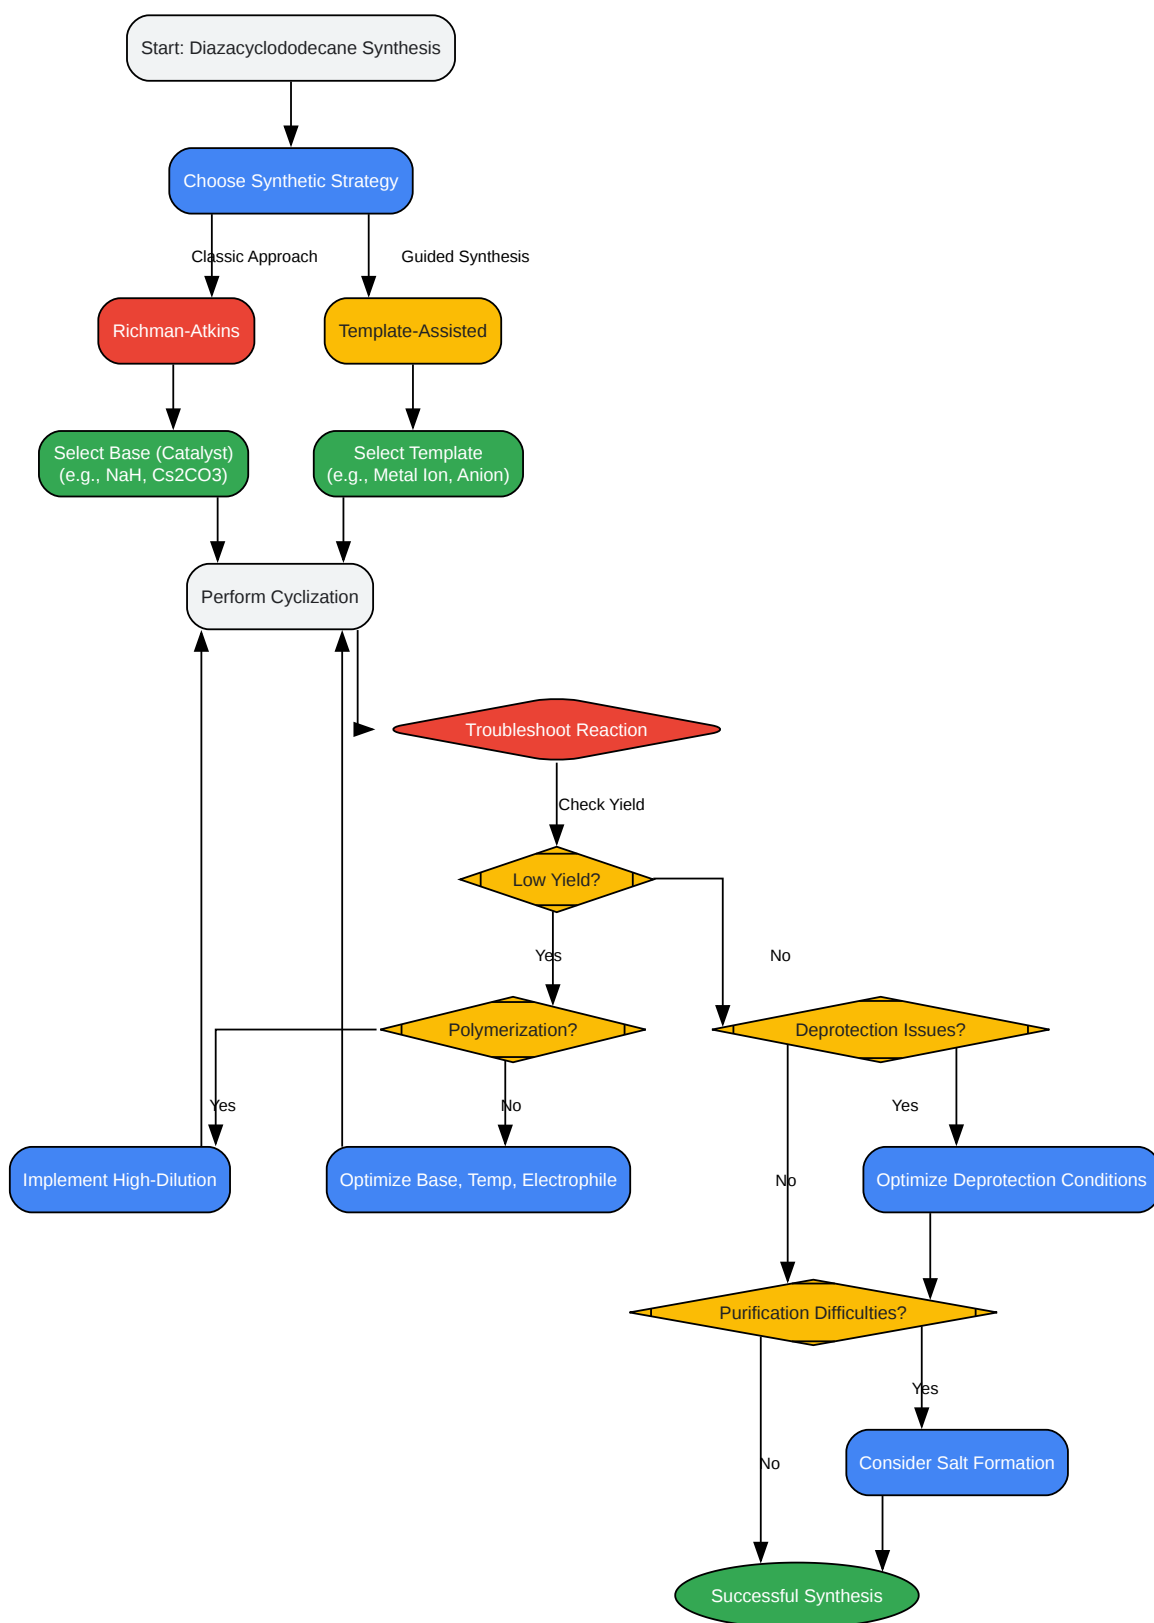 Start: Diazacyclododecane Synthesis
Choose Synthetic Strategy
Classic Approach
Guided Synthesis
Richman-Atkins
Template-Assisted
Select Base (Catalyst)
(e.g., NaH, Cs2CO3)
Select Template
(e.g., Metal Ion, Anion)
Perform Cyclization
Troubleshoot Reaction
Check Yield
Low Yield?
Yes
No
Polymerization?
Deprotection Issues?
Yes
No
Yes
Implement High-Dilution
Optimize Base, Temp, Electrophile
No
Optimize Deprotection Conditions
Purification Difficulties?
Yes
Consider Salt Formation
No
Successful Synthesis